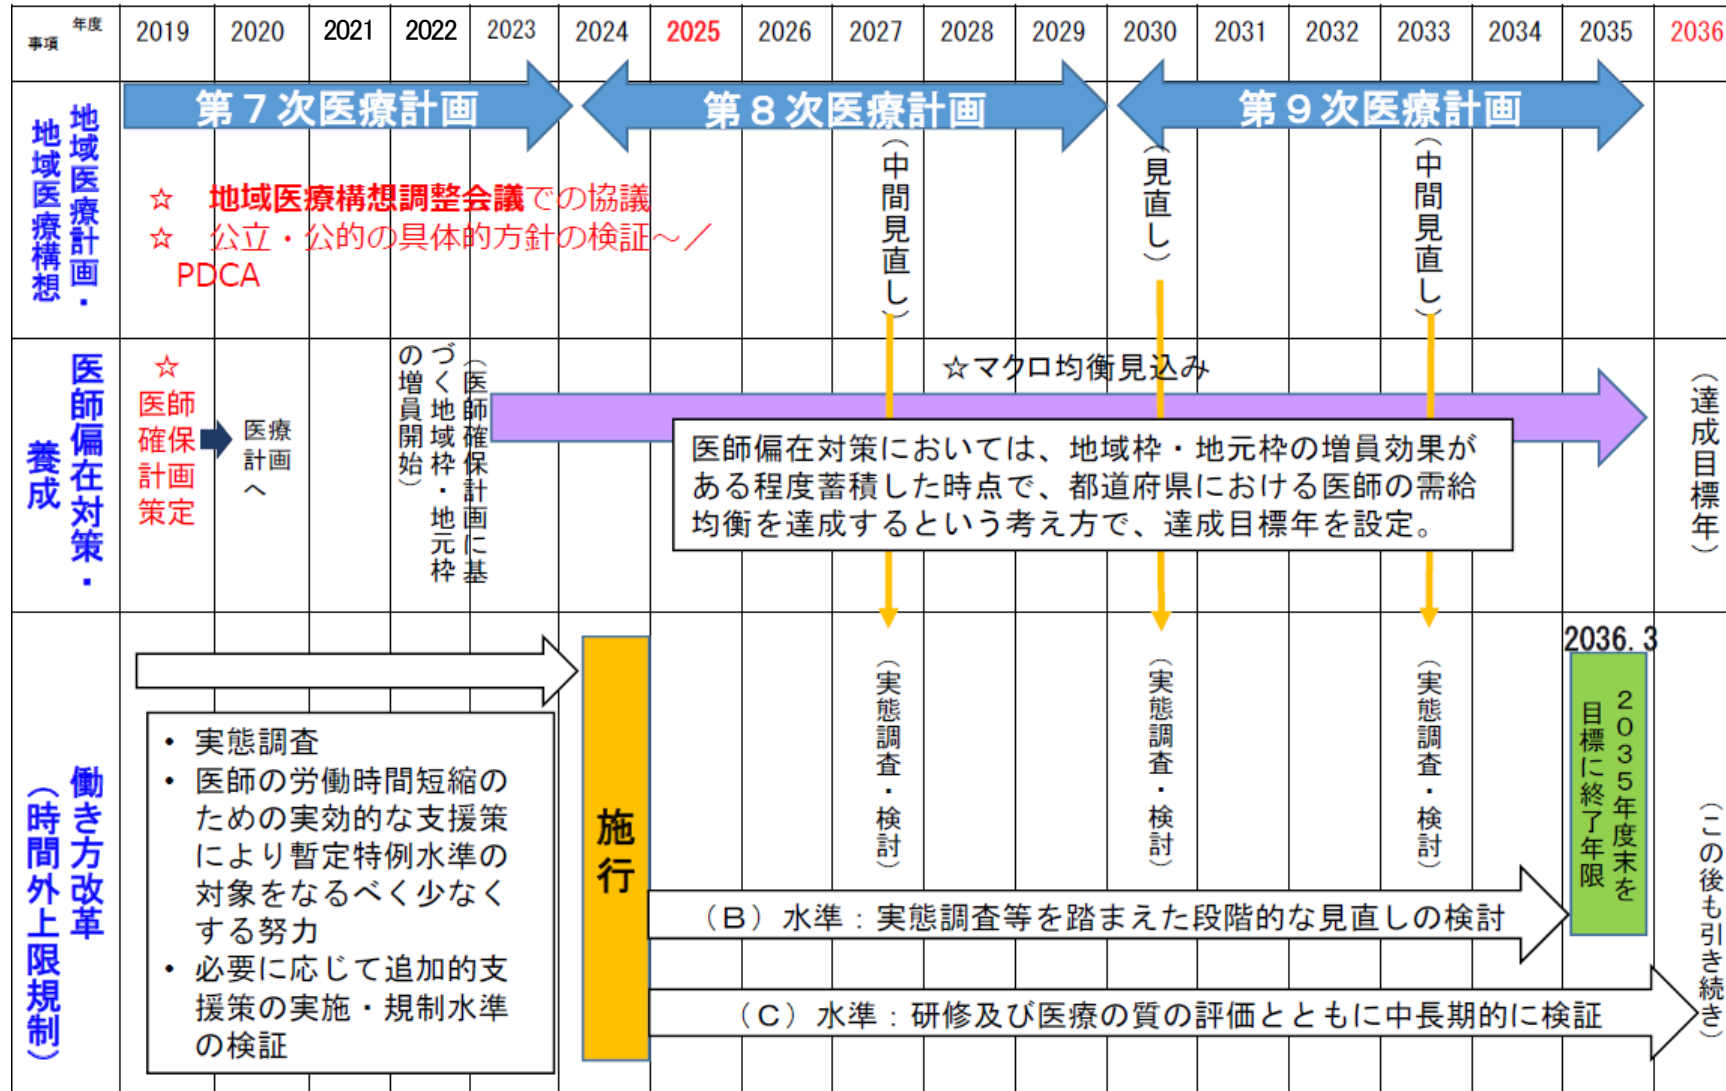 年度
事項
2019
2020
2021
2022
2023
2024
2025
2026
2027
2028
2029
2030
2031
2032
2033
2034
2035
2036
地域医療計画・
地域医療構想
第7次医療計画
第8次医療計画
第9次医療計画
☆ 地域医療構想調整会議での協議
☆ 公立・公的の具体的方針の検証～／
PDCA
（中間見直し）
（見直し）
（中間見直し）
医師偏在対策・
養成
☆
医師
確保
計画
策定
医療
計画
へ
（医師確保計画に基
づく地域枠・地元枠
の増員開始）
☆マクロ均衡見込み
医師偏在対策においては、地域枠・地元枠の増員効果が
ある程度蓄積した時点で、都道府県における医師の需給
均衡を達成するという考え方で、達成目標年を設定。
（達成目標年）
働き方改革
（時間外上限規制）
• 実態調査
• 医師の労働時間短縮の
ための実効的な支援策
により暫定特例水準の
対象をなるべく少なく
する努力
• 必要に応じて追加的支
援策の実施・規制水準
の検証
施行
（実態調査・検討）
（実態調査・検討）
（実態調査・検討）
2036.3
２０３５年度末を
目標に終了年限
（Ｂ）水準：実態調査等を踏まえた段階的な見直しの検討
（Ｃ）水準：研修及び医療の質の評価とともに中長期的に検証
（この後も引き続き）